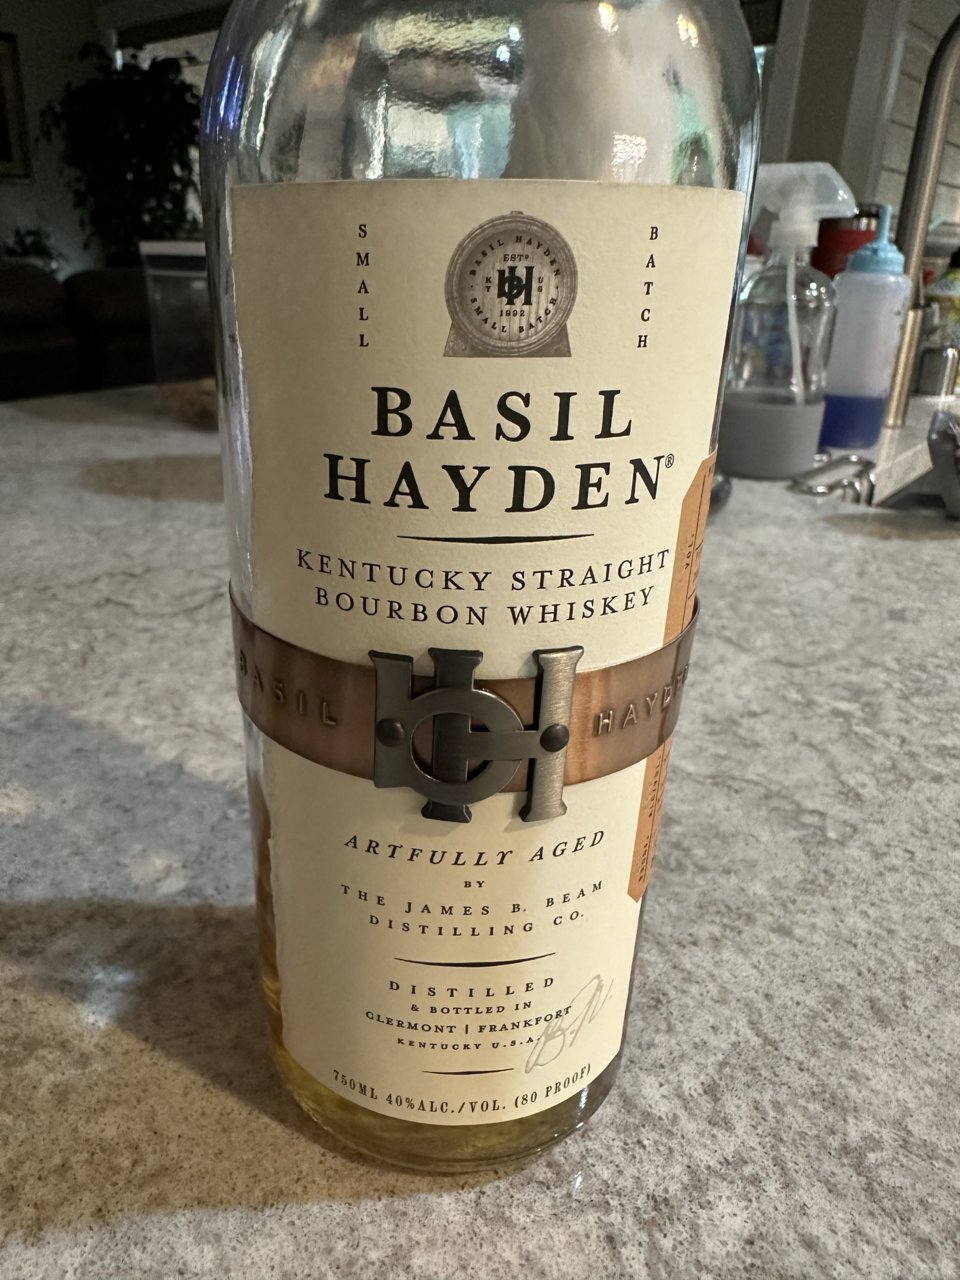 SMALL
BATCH
BASIL HAYDEN
ESTD
KY US
1992
SMALL BATCH
BASIL
HAYDEN®
KENTUCKY STRAIGHT
BOURBON WHISKEY
BASIL HAYDEN
ARTFULLY AGED
BY
THE JAMES B. BEAM
DISTILLING CO.
DISTILLED
& BOTTLED IN
CLERMONT | FRANKFORT
KENTUCKY U.S.A.
750ML 40%ALC./VOL. (80 PROOF)